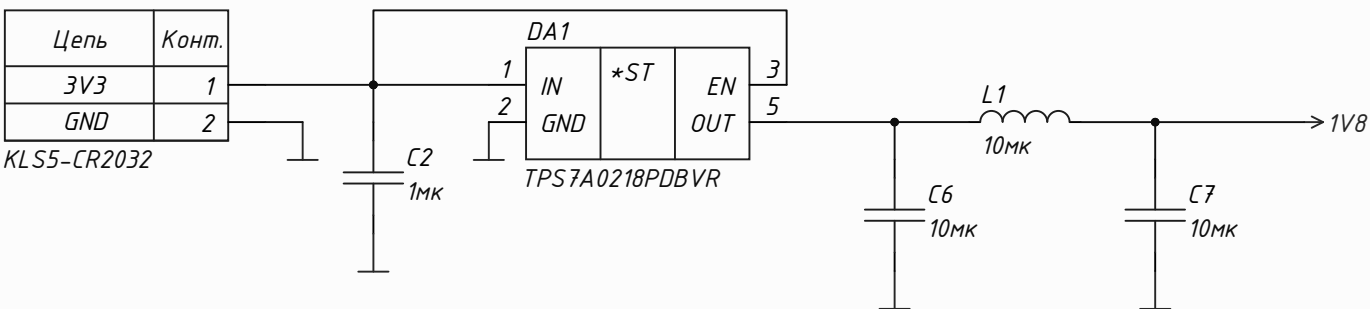 Цепь Конт.
3V3 1
GND 2
KLS5-CR2032
C2
1мк
DA1
1 IN *ST EN 3
2 GND OUT 5
TPS7A0218PDBVR
L1
10мк
1V8
C6
10мк
C7
10мк